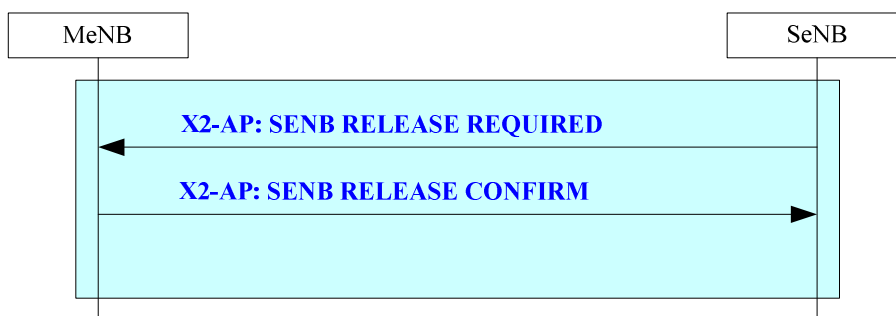 MeNB
SeNB
X2-AP: SENB RELEASE REQUIRED
X2-AP: SENB RELEASE CONFIRM